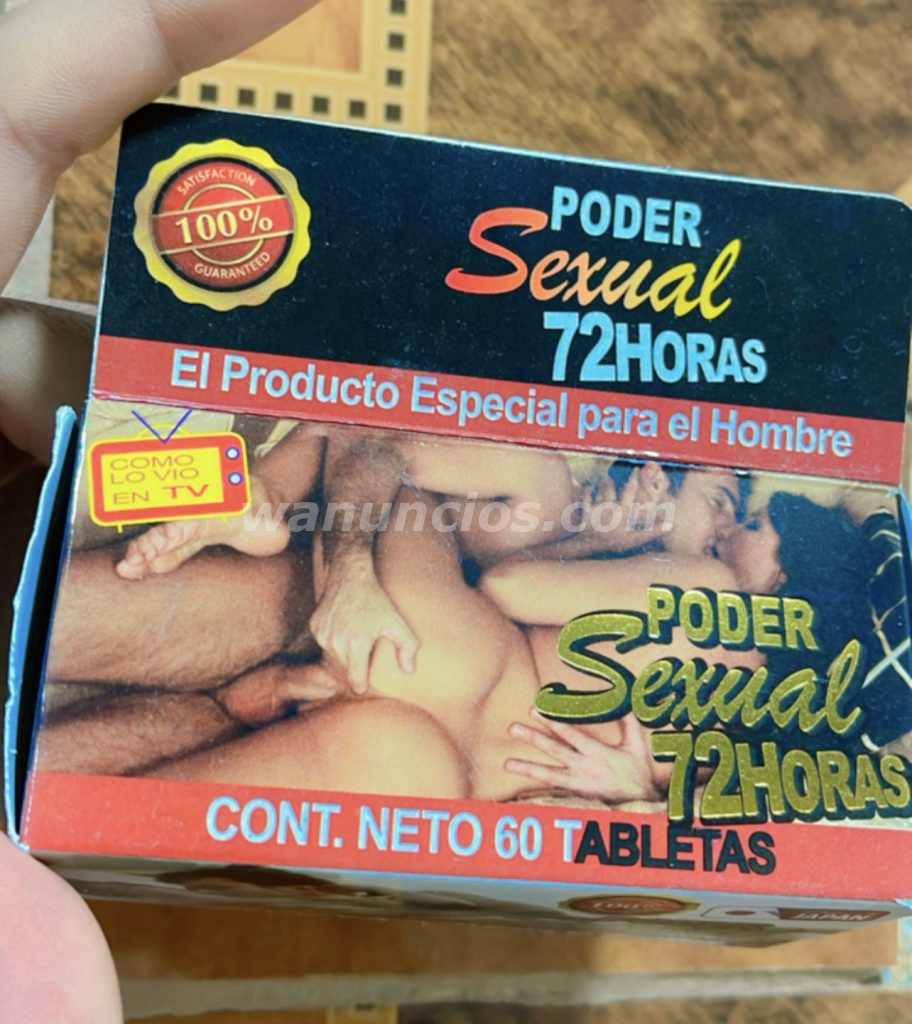 SATISFACTION
100%
GUARANTEED
PODER
Sexual
72HORAS
El Producto Especial para el Hombre
COMO
LO VIO
EN TV
wanuncios.com
PODER
Sexual
72HORAS
CONT. NETO 60 TABLETAS
100%
JAPAN